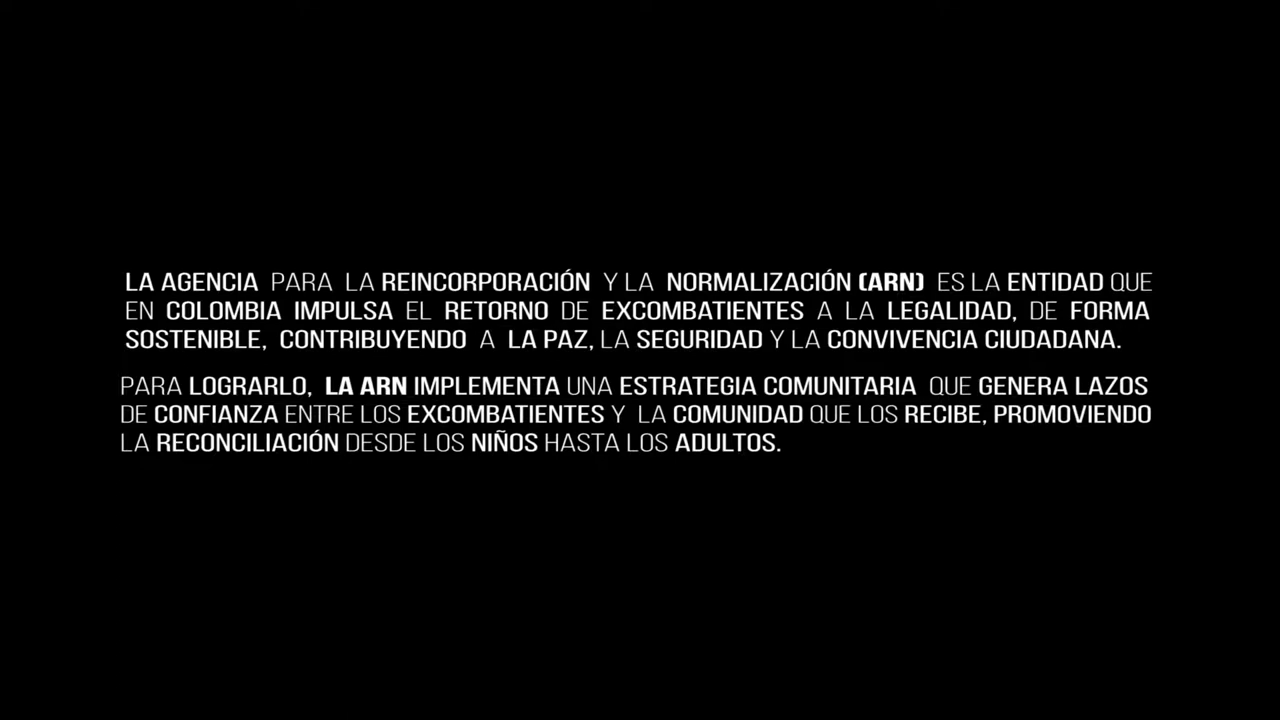 LA AGENCIA PARA LA REINCORPORACIÓN Y LA NORMALIZACIÓN (ARN) ES LA ENTIDAD QUE
EN COLOMBIA IMPULSA EL RETORNO DE EXCOMBATIENTES A LA LEGALIDAD, DE FORMA
SOSTENIBLE, CONTRIBUYENDO A LA PAZ, LA SEGURIDAD Y LA CONVIVENCIA CIUDADANA.
PARA LOGRARLO, LA ARN IMPLEMENTA UNA ESTRATEGIA COMUNITARIA QUE GENERA LAZOS
DE CONFIANZA ENTRE LOS EXCOMBATIENTES Y LA COMUNIDAD QUE LOS RECIBE, PROMOVIENDO
LA RECONCILIACIÓN DESDE LOS NIÑOS HASTA LOS ADULTOS.